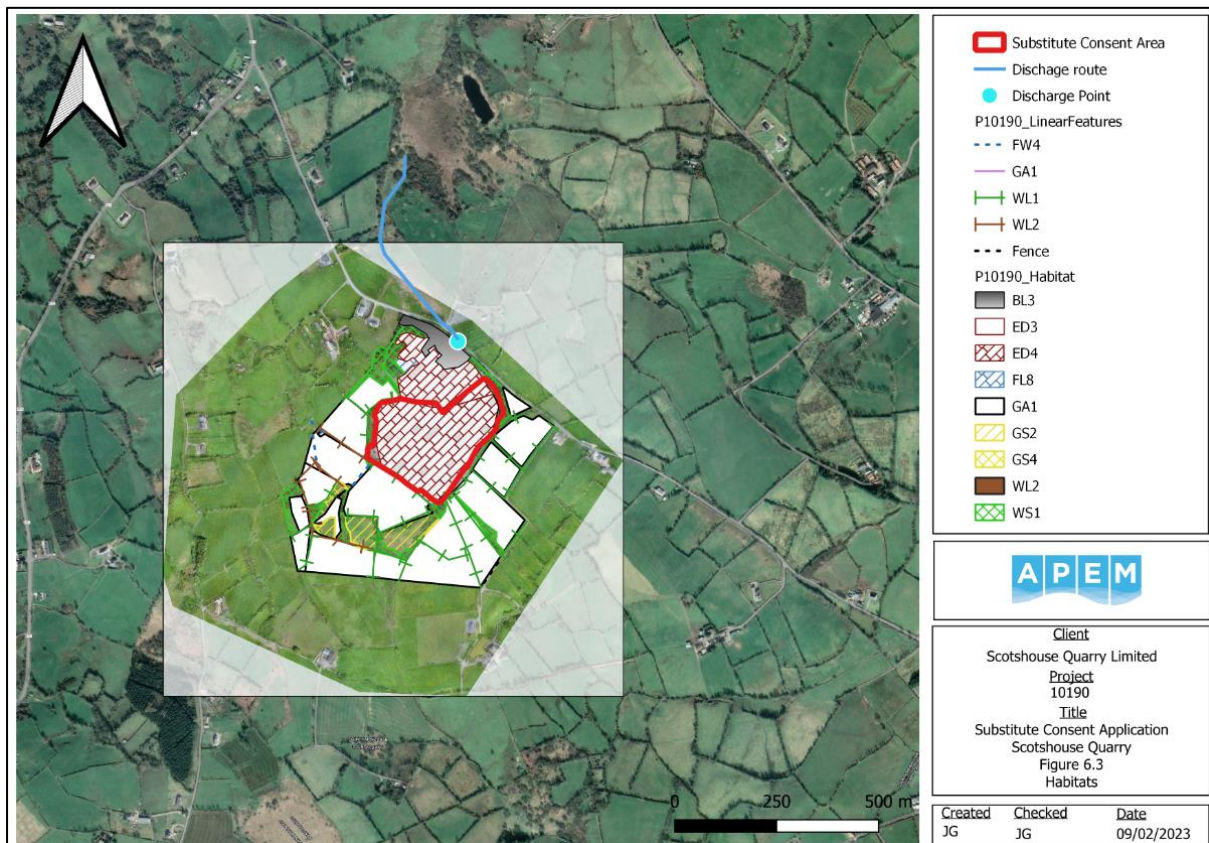 Substitute Consent Area
Dischage route
Discharge Point
P10190_LinearFeatures
FW4
GA1
WL1
WL2
Fence
P10190_Habitat
BL3
ED3
ED4
FL8
GA1
GS2
GS4
WL2
WS1
APEM
Client
Scotshouse Quarry Limited
Project
10190
Title
Substitute Consent Application
Scotshouse Quarry
Figure 6.3
Habitats
Created Checked Date
JG JG 09/02/2023
0 250 500 m